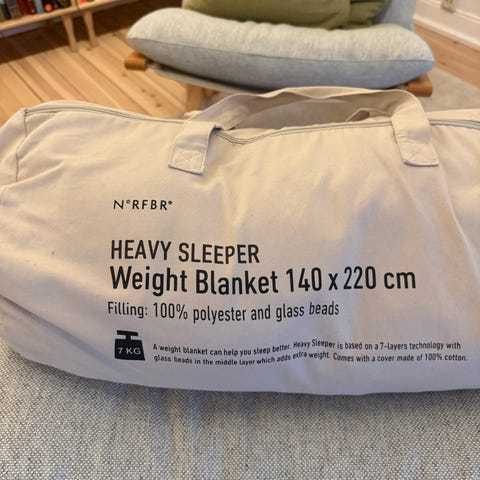 N°RFBR°
HEAVY SLEEPER
Weight Blanket 140 x 220 cm
Filling: 100% polyester and glass beads
7 KG
A weight blanket can help you sleep better. Heavy Sleeper is based on a 7-layers technology with
glass beads in the middle layer which adds extra weight. Comes with a cover made of 100% cotton.